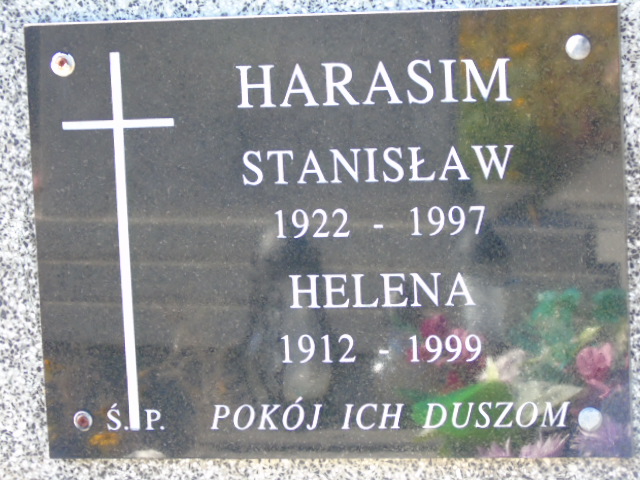 HARASIM
STANISŁAW
1922 - 1997
HELENA
1912 - 1999
Ś. P. POKÓJ ICH DUSZOM